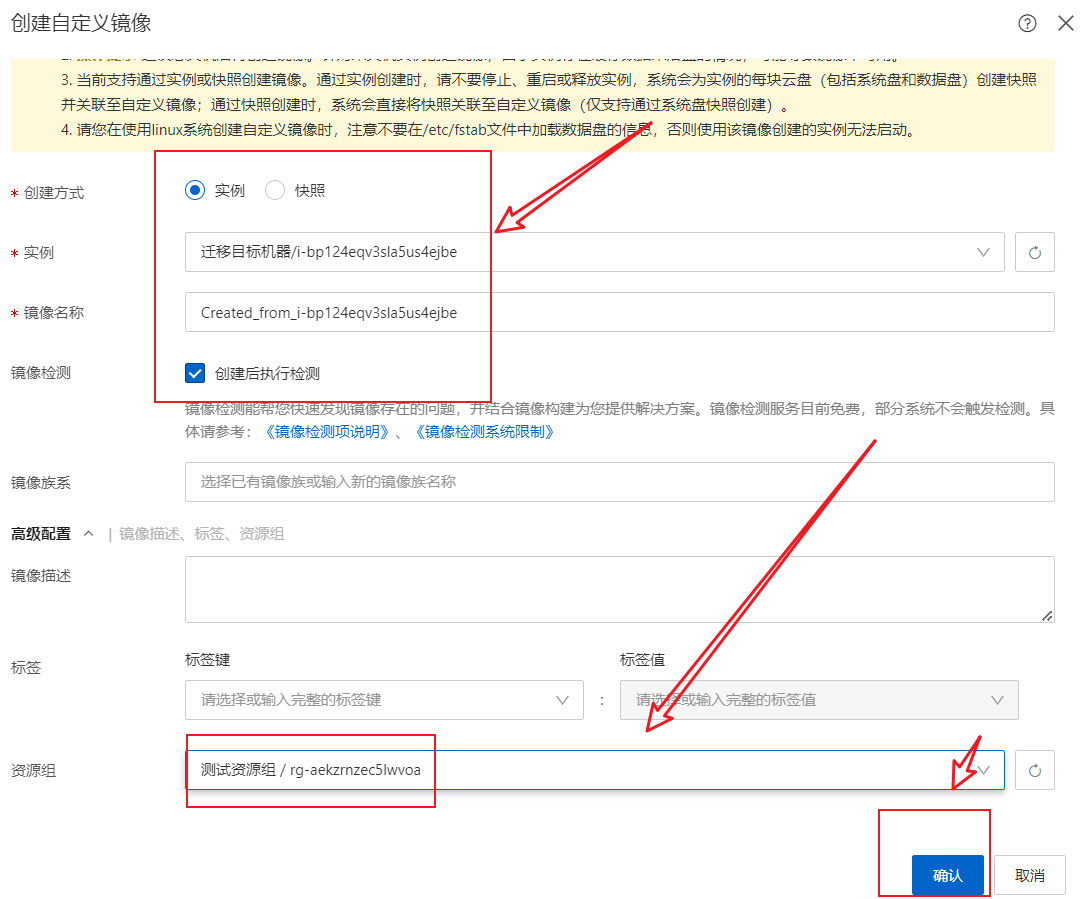 创建自定义镜像
3. 当前支持通过实例或快照创建镜像。通过实例创建时，请不要停止、重启或释放实例，系统会为实例的每块云盘（包括系统盘和数据盘）创建快照
并关联至自定义镜像；通过快照创建时，系统会直接将快照关联至自定义镜像（仅支持通过系统盘快照创建）。
4. 请您在使用linux系统创建自定义镜像时，注意不要在/etc/fstab文件中加载数据盘的信息，否则使用该镜像创建的实例无法启动。
* 创建方式 实例 快照
* 实例 迁移目标机器/i-bp124eqv3sla5us4ejbe
* 镜像名称 Created_from_i-bp124eqv3sla5us4ejbe
镜像检测 创建后执行检测
镜像检测能帮您快速发现镜像存在的问题，并结合镜像构建为您提供解决方案。镜像检测服务目前免费，部分系统不会触发检测。具
体请参考：《镜像检测项说明》、《镜像检测系统限制》
镜像族系 选择已有镜像族或输入新的镜像族名称
高级配置 | 镜像描述、标签、资源组
镜像描述
标签键 标签值
标签
请选择或输入完整的标签键 : 请选择或输入完整的标签值
资源组 测试资源组 / rg-aekzrnzec5lwvoa
确认 取消